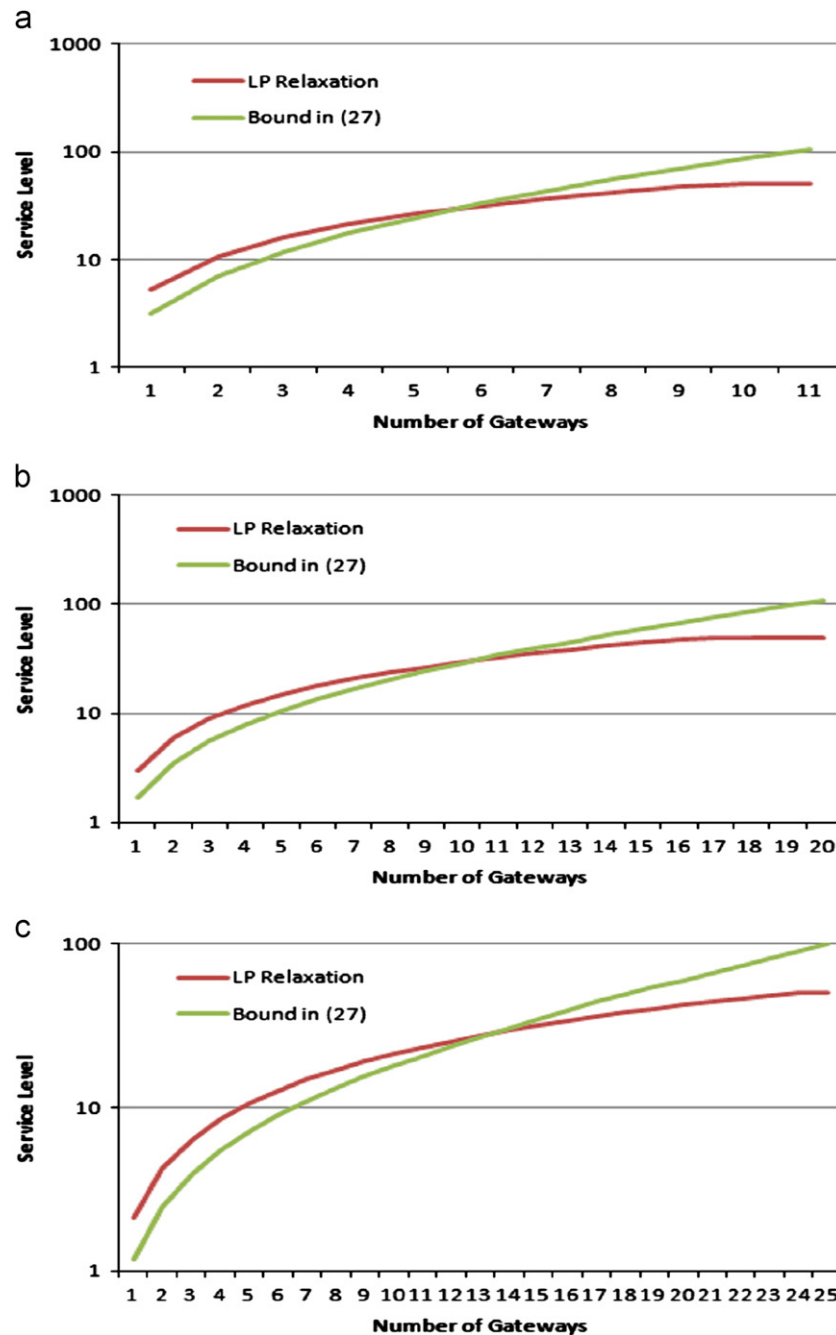 a
1000
100
10
1
Service Level
LP Relaxation
Bound in (27)
1 2 3 4 5 6 7 8 9 10 11
Number of Gateways
b
1000
100
10
1
Service Level
LP Relaxation
Bound in (27)
1 2 3 4 5 6 7 8 9 10 11 12 13 14 15 16 17 18 19 20
Number of Gateways
c
100
10
1
Service Level
LP Relaxation
Bound in (27)
1 2 3 4 5 6 7 8 9 10 11 12 13 14 15 16 17 18 19 20 21 22 23 24 25
Number of Gateways